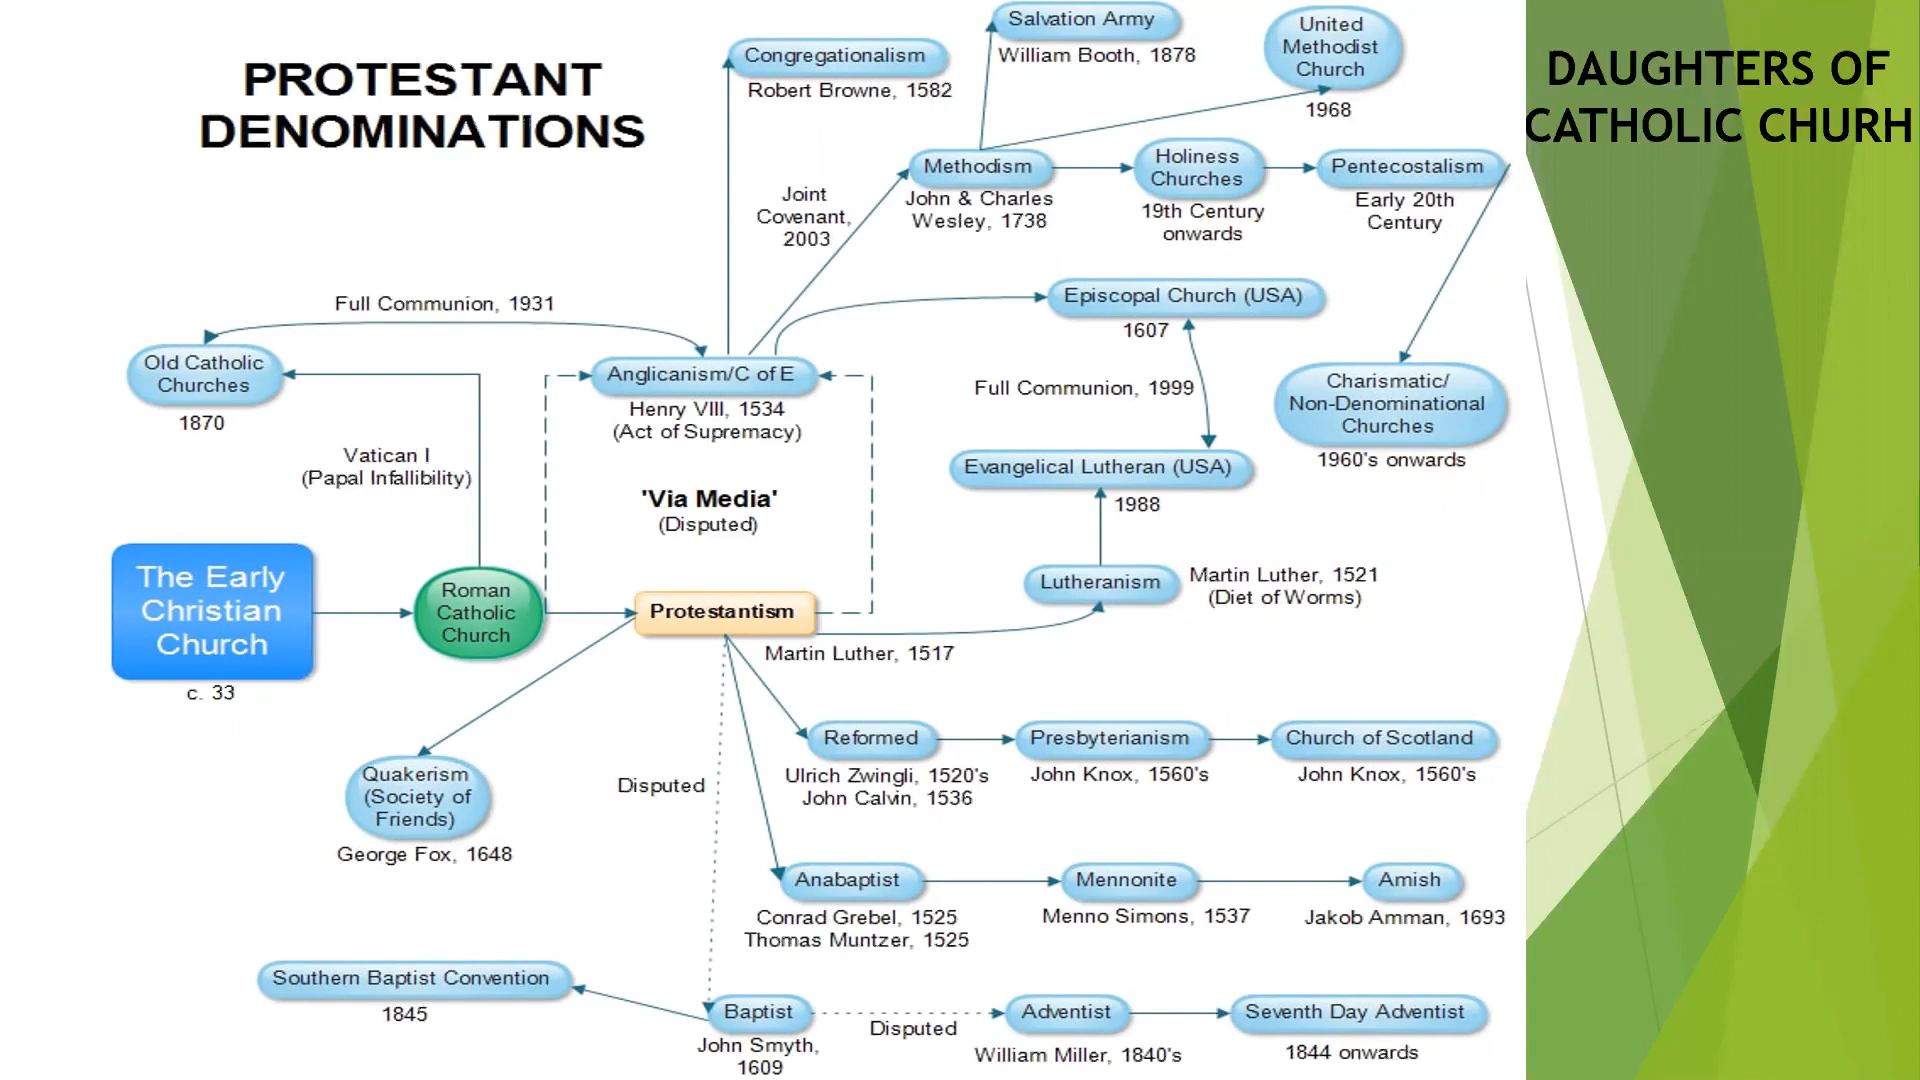 PROTESTANT
DENOMINATIONS
DAUGHTERS OF
CATHOLIC CHURH
Salvation Army
William Booth, 1878
United
Methodist
Church
1968
Congregationalism
Robert Browne, 1582
Methodism
John & Charles
Wesley, 1738
Holiness
Churches
19th Century
onwards
Pentecostalism
Early 20th
Century
Joint
Covenant,
2003
Full Communion, 1931
Episcopal Church (USA)
1607
Old Catholic
Churches
1870
Anglicanism/C of E
Henry VIII, 1534
(Act of Supremacy)
Full Communion, 1999
Charismatic/
Non-Denominational
Churches
1960's onwards
Vatican I
(Papal Infallibility)
'Via Media'
(Disputed)
Evangelical Lutheran (USA)
1988
The Early
Christian
Church
c. 33
Roman
Catholic
Church
Protestantism
Lutheranism
Martin Luther, 1521
(Diet of Worms)
Martin Luther, 1517
Quakerism
(Society of
Friends)
George Fox, 1648
Disputed
Reformed
Ulrich Zwingli, 1520's
John Calvin, 1536
Presbyterianism
John Knox, 1560's
Church of Scotland
John Knox, 1560's
Anabaptist
Conrad Grebel, 1525
Thomas Muntzer, 1525
Mennonite
Menno Simons, 1537
Amish
Jakob Amman, 1693
Southern Baptist Convention
1845
Baptist
John Smyth,
1609
Disputed
Adventist
William Miller, 1840's
Seventh Day Adventist
1844 onwards